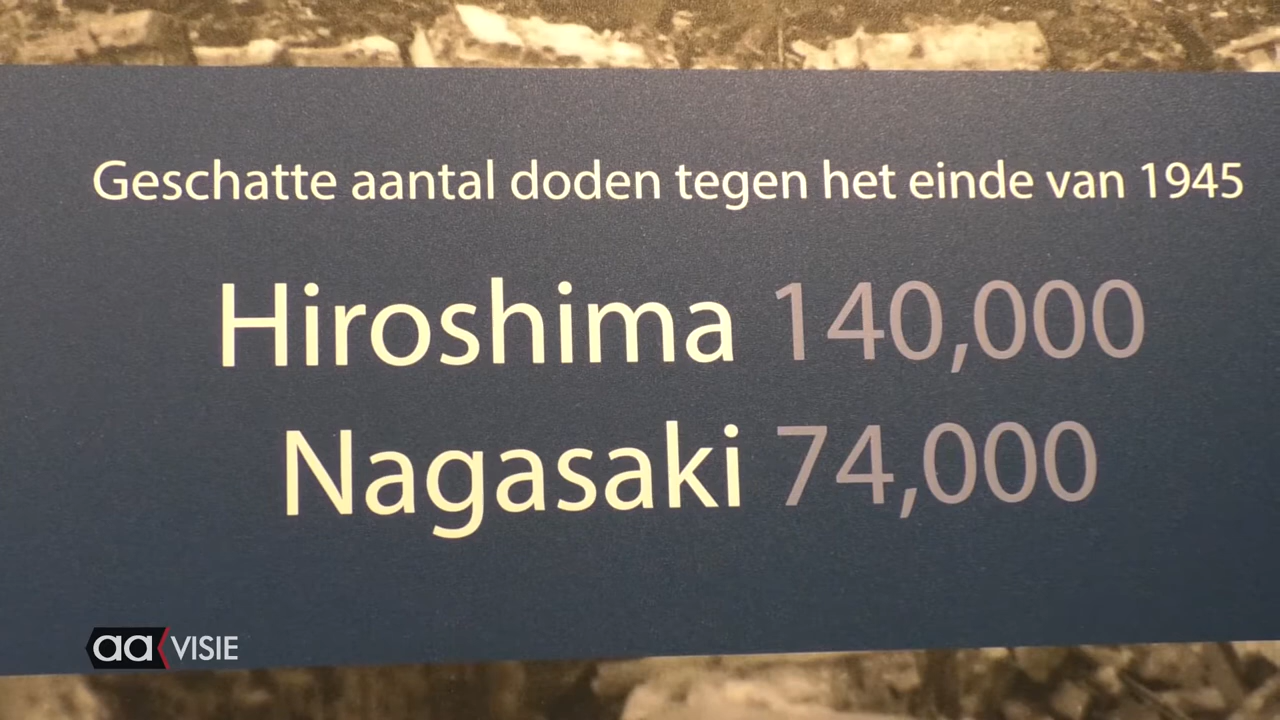 Geschatte aantal doden tegen het einde van 1945
Hiroshima 140,000
Nagasaki 74,000
aa VISIE